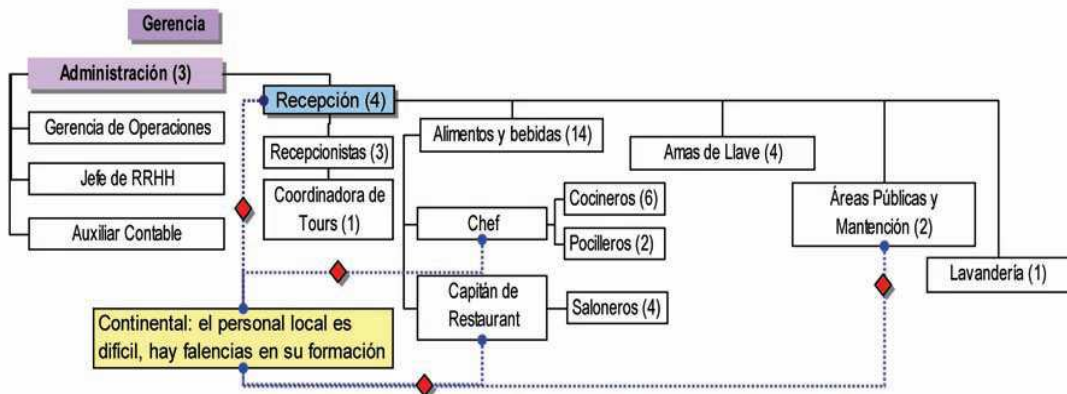 Gerencia
Administración (3)
Gerencia de Operaciones
Jefe de RRHH
Auxiliar Contable
Recepción (4)
Recepcionistas (3)
Coordinadora de
Tours (1)
Alimentos y bebidas (14)
Chef
Cocineros (6)
Pocilleros (2)
Capitán de
Restaurant
Saloneros (4)
Amas de Llave (4)
Áreas Públicas y
Mantención (2)
Lavandería (1)
Continental: el personal local es
difícil, hay falencias en su formación